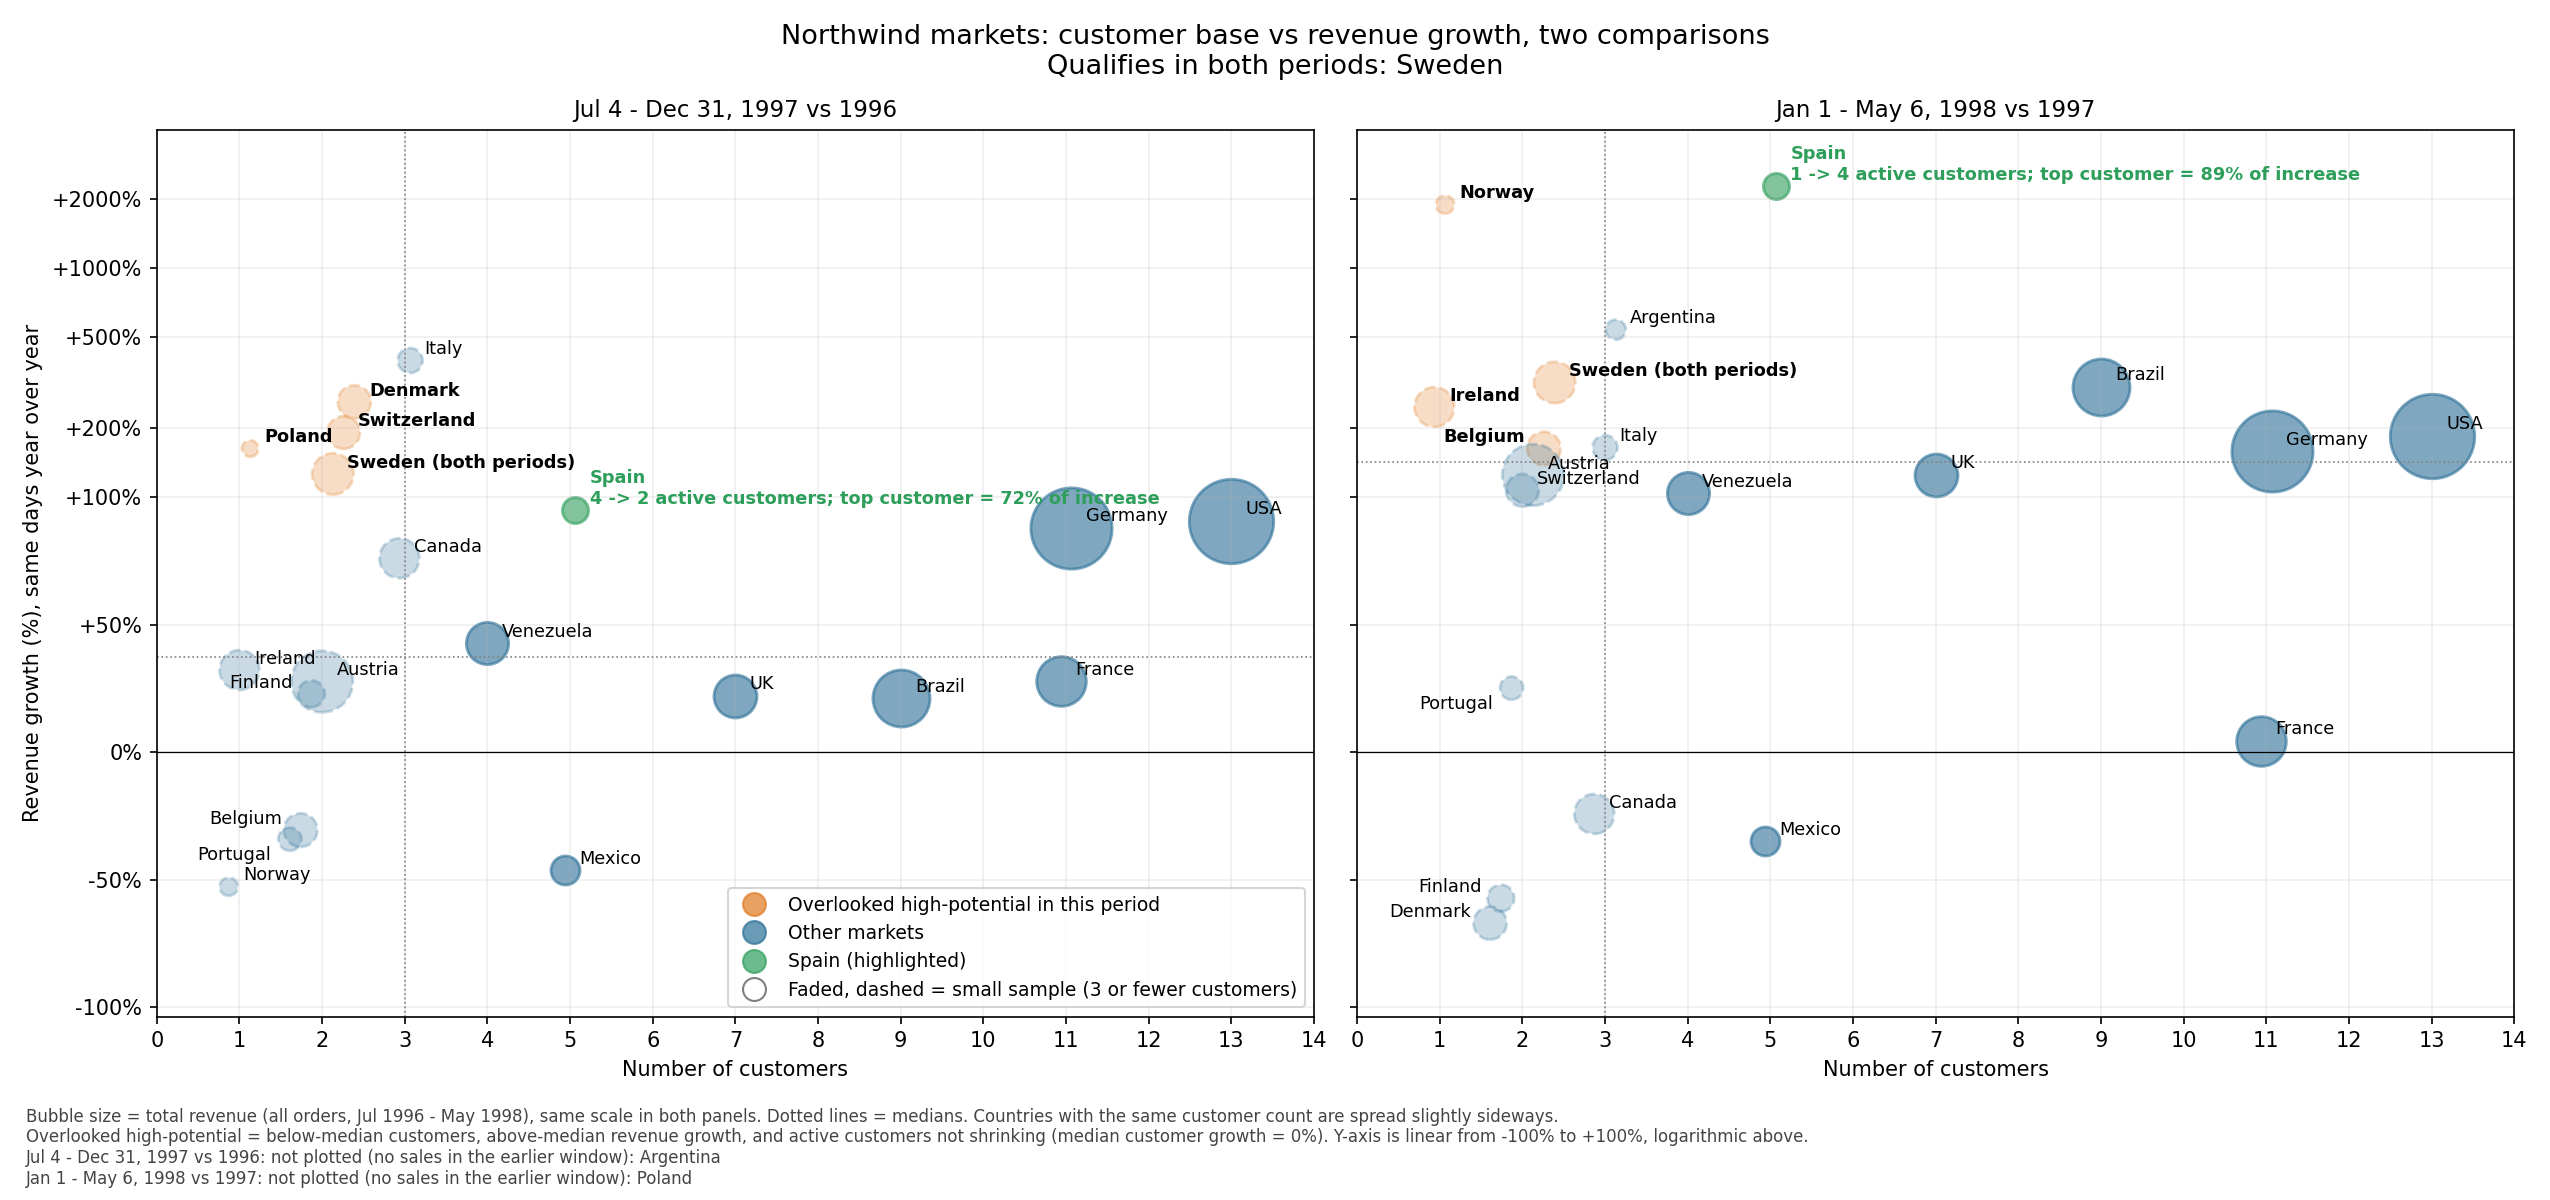 Northwind markets: customer base vs revenue growth, two comparisons
Qualifies in both periods: Sweden
Jul 4 - Dec 31, 1997 vs 1996
Revenue growth (%), same days year over year
+2000%
+1000%
+500%
+200%
+100%
+50%
0%
-50%
-100%
Italy
Denmark
Switzerland
Poland
Sweden (both periods)
Spain
4 -> 2 active customers; top customer = 72% of increase
Germany
USA
Canada
Venezuela
Ireland
Austria
Finland
UK
Brazil
France
Belgium
Portugal
Norway
Mexico
Overlooked high-potential in this period
Other markets
Spain (highlighted)
Faded, dashed = small sample (3 or fewer customers)
0 1 2 3 4 5 6 7 8 9 10 11 12 13 14
Number of customers
Jan 1 - May 6, 1998 vs 1997
Spain
1 -> 4 active customers; top customer = 89% of increase
Norway
Argentina
Sweden (both periods)
Brazil
Ireland
USA
Belgium
Italy
Germany
Austria
UK
Switzerland
Venezuela
Portugal
France
Canada
Mexico
Finland
Denmark
0 1 2 3 4 5 6 7 8 9 10 11 12 13 14
Number of customers
Bubble size = total revenue (all orders, Jul 1996 - May 1998), same scale in both panels. Dotted lines = medians. Countries with the same customer count are spread slightly sideways.
Overlooked high-potential = below-median customers, above-median revenue growth, and active customers not shrinking (median customer growth = 0%). Y-axis is linear from -100% to +100%, logarithmic above.
Jul 4 - Dec 31, 1997 vs 1996: not plotted (no sales in the earlier window): Argentina
Jan 1 - May 6, 1998 vs 1997: not plotted (no sales in the earlier window): Poland